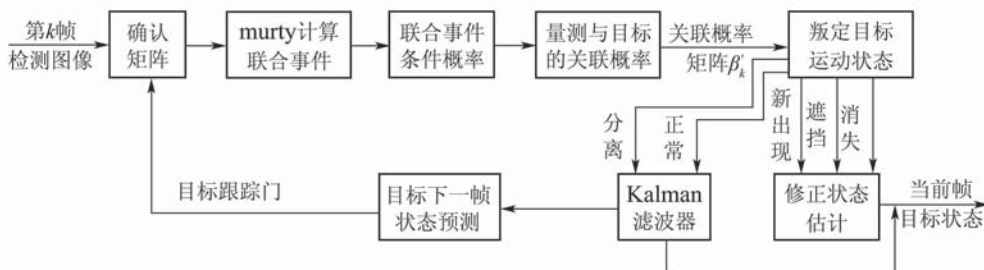 第k帧
检测图像
确认
矩阵
murty计算
联合事件
联合事件
条件概率
量测与目标
的关联概率
关联概率
矩阵β′k
叛定目标
运动状态
分离
正常
新出现
遮挡
消失
目标跟踪门
目标下一帧
状态预测
Kalman
滤波器
修正状态
估计
当前帧
目标状态